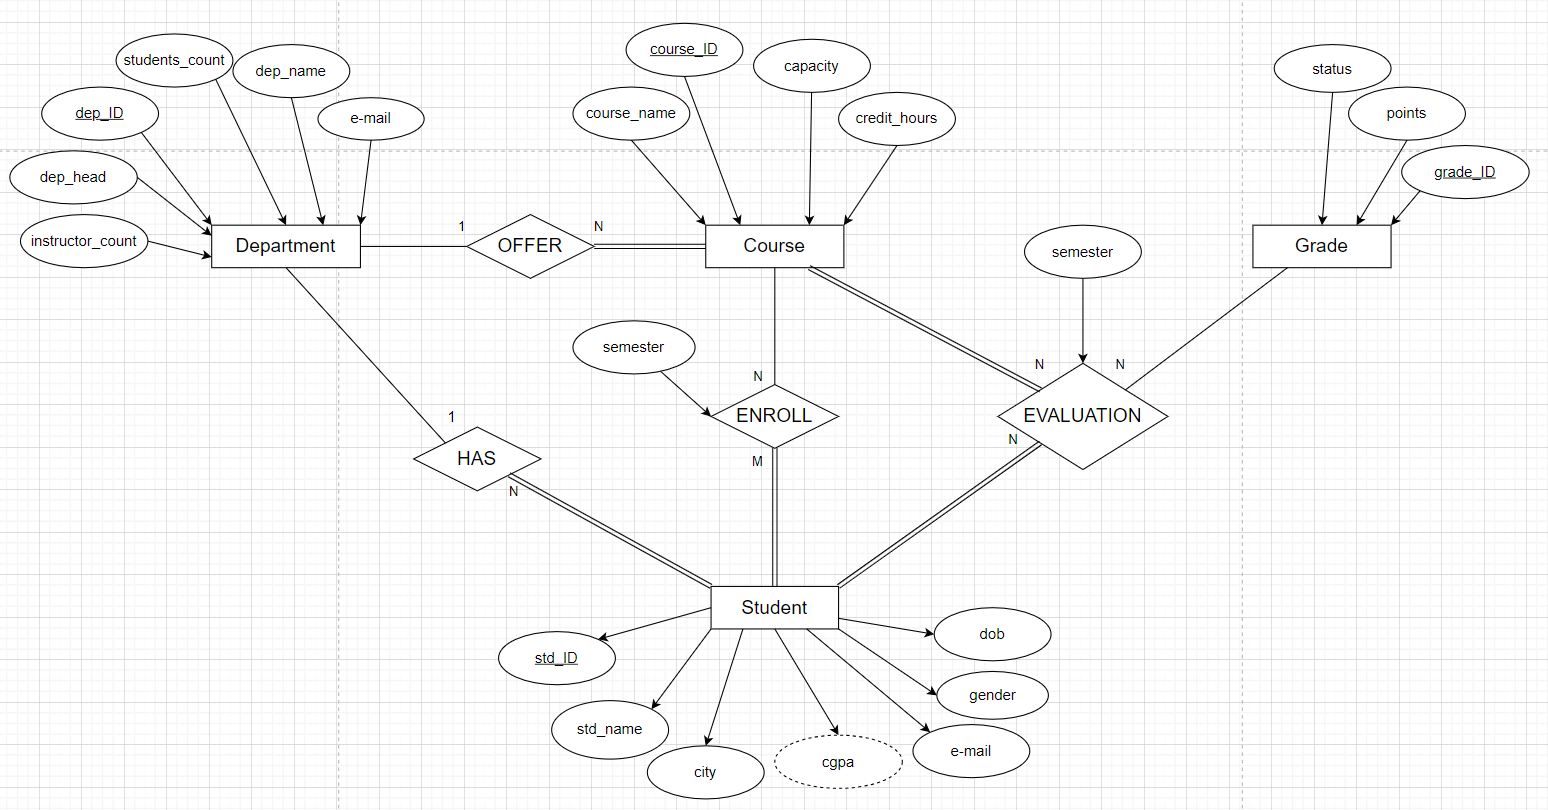 students_count
dep_name
dep_ID
e-mail
dep_head
instructor_count
Department
1
OFFER
N
course_ID
capacity
course_name
credit_hours
Course
status
points
grade_ID
Grade
semester
semester
N
N
N
ENROLL
M
EVALUATION
N
1
HAS
N
Student
std_ID
std_name
city
cgpa
e-mail
gender
dob